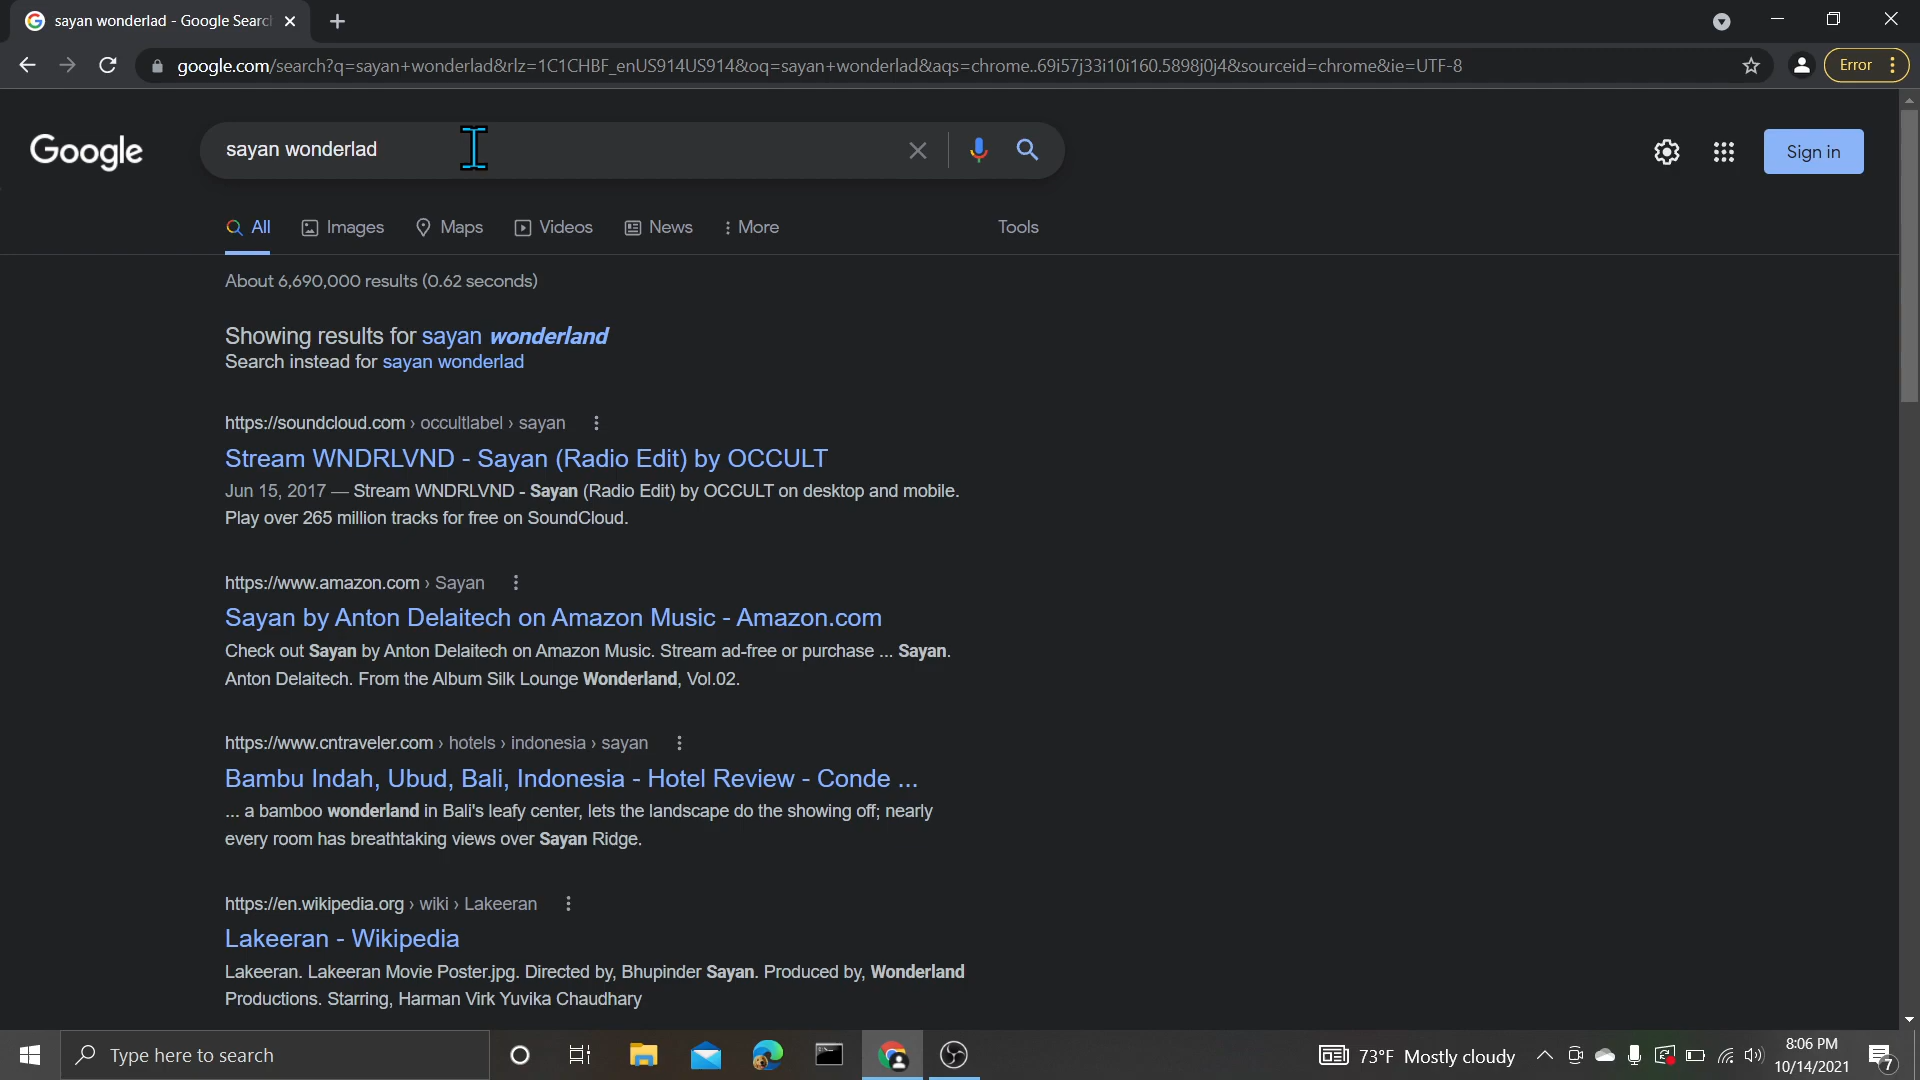 sayan wonderlad - Google Search
google.com/search?q=sayan+wonderlad&rlz=1C1CHBF_enUS914US914&oq=sayan+wonderlad&aqs=chrome..69i57j33i10i160.5898j0j4&sourceid=chrome&ie=UTF-8
Error
Google
sayan wonderlad
Sign in
All Images Maps Videos News More Tools
About 6,690,000 results (0.62 seconds)
Showing results for sayan wonderland
Search instead for sayan wonderlad
https://soundcloud.com › occultlabel › sayan
Stream WNDRLVND - Sayan (Radio Edit) by OCCULT
Jun 15, 2017 — Stream WNDRLVND - Sayan (Radio Edit) by OCCULT on desktop and mobile.
Play over 265 million tracks for free on SoundCloud.
https://www.amazon.com › Sayan
Sayan by Anton Delaitech on Amazon Music - Amazon.com
Check out Sayan by Anton Delaitech on Amazon Music. Stream ad-free or purchase ... Sayan.
Anton Delaitech. From the Album Silk Lounge Wonderland, Vol.02.
https://www.cntraveler.com › hotels › indonesia › sayan
Bambu Indah, Ubud, Bali, Indonesia - Hotel Review - Conde ...
... a bamboo wonderland in Bali's leafy center, lets the landscape do the showing off; nearly
every room has breathtaking views over Sayan Ridge.
https://en.wikipedia.org › wiki › Lakeeran
Lakeeran - Wikipedia
Lakeeran. Lakeeran Movie Poster.jpg. Directed by, Bhupinder Sayan. Produced by, Wonderland
Productions. Starring, Harman Virk Yuvika Chaudhary
Type here to search
73°F Mostly cloudy
8:06 PM
10/14/2021
7